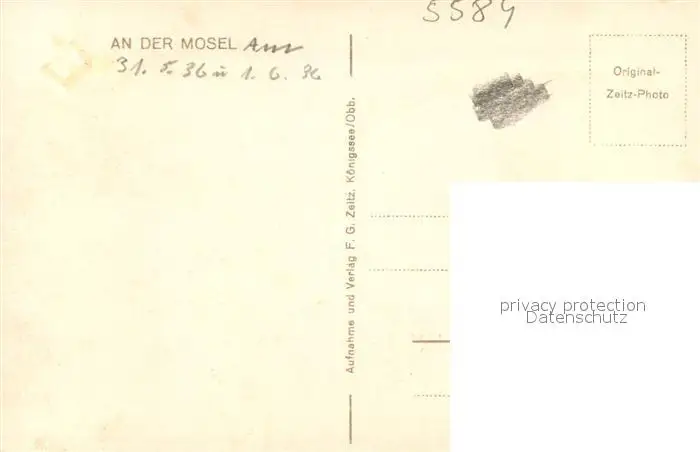 5584
AN DER MOSEL Am
31. 5. 36 u 1. 6. 36
Original-
Zeitz-Photo
Aufnahme und Verlag F. G. Zeitz, Königssee/Obb.
privacy protection
Datenschutz